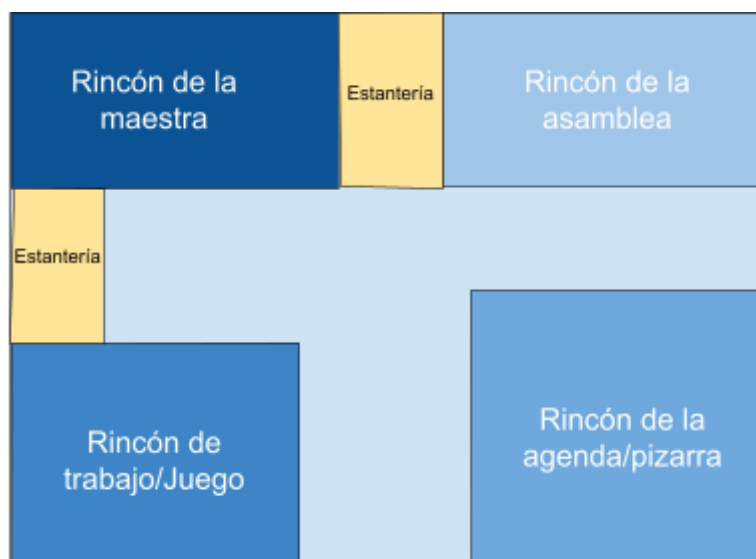 Rincón de la
maestra
Estantería
Rincón de la
asamblea
Estantería
Rincón de
trabajo/Juego
Rincón de la
agenda/pizarra